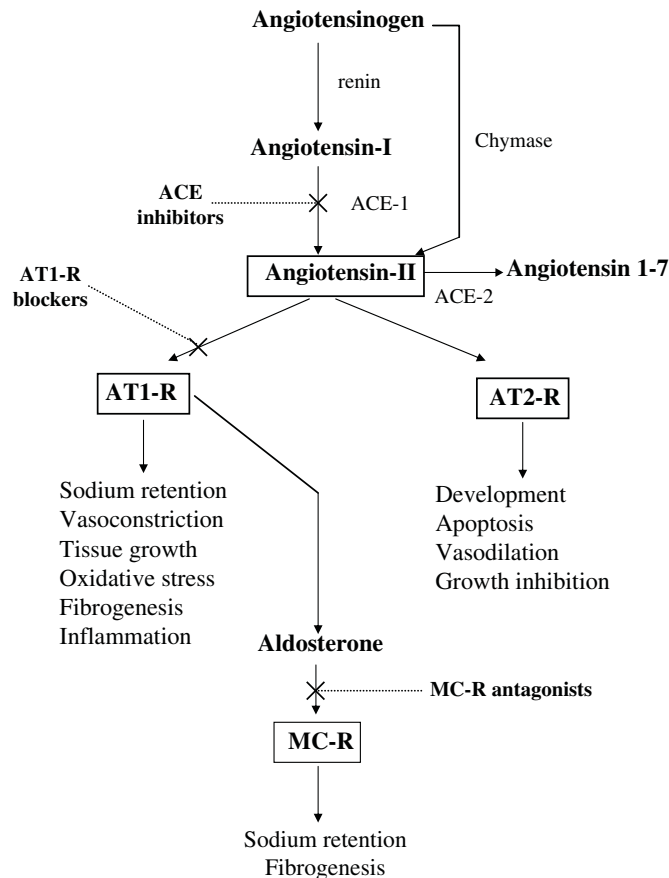 Angiotensinogen
renin
Chymase
Angiotensin-I
ACE
inhibitors
ACE-1
Angiotensin-II
Angiotensin 1-7
ACE-2
AT1-R
blockers
AT1-R
AT2-R
Sodium retention
Vasoconstriction
Tissue growth
Oxidative stress
Fibrogenesis
Inflammation
Development
Apoptosis
Vasodilation
Growth inhibition
Aldosterone
MC-R antagonists
MC-R
Sodium retention
Fibrogenesis